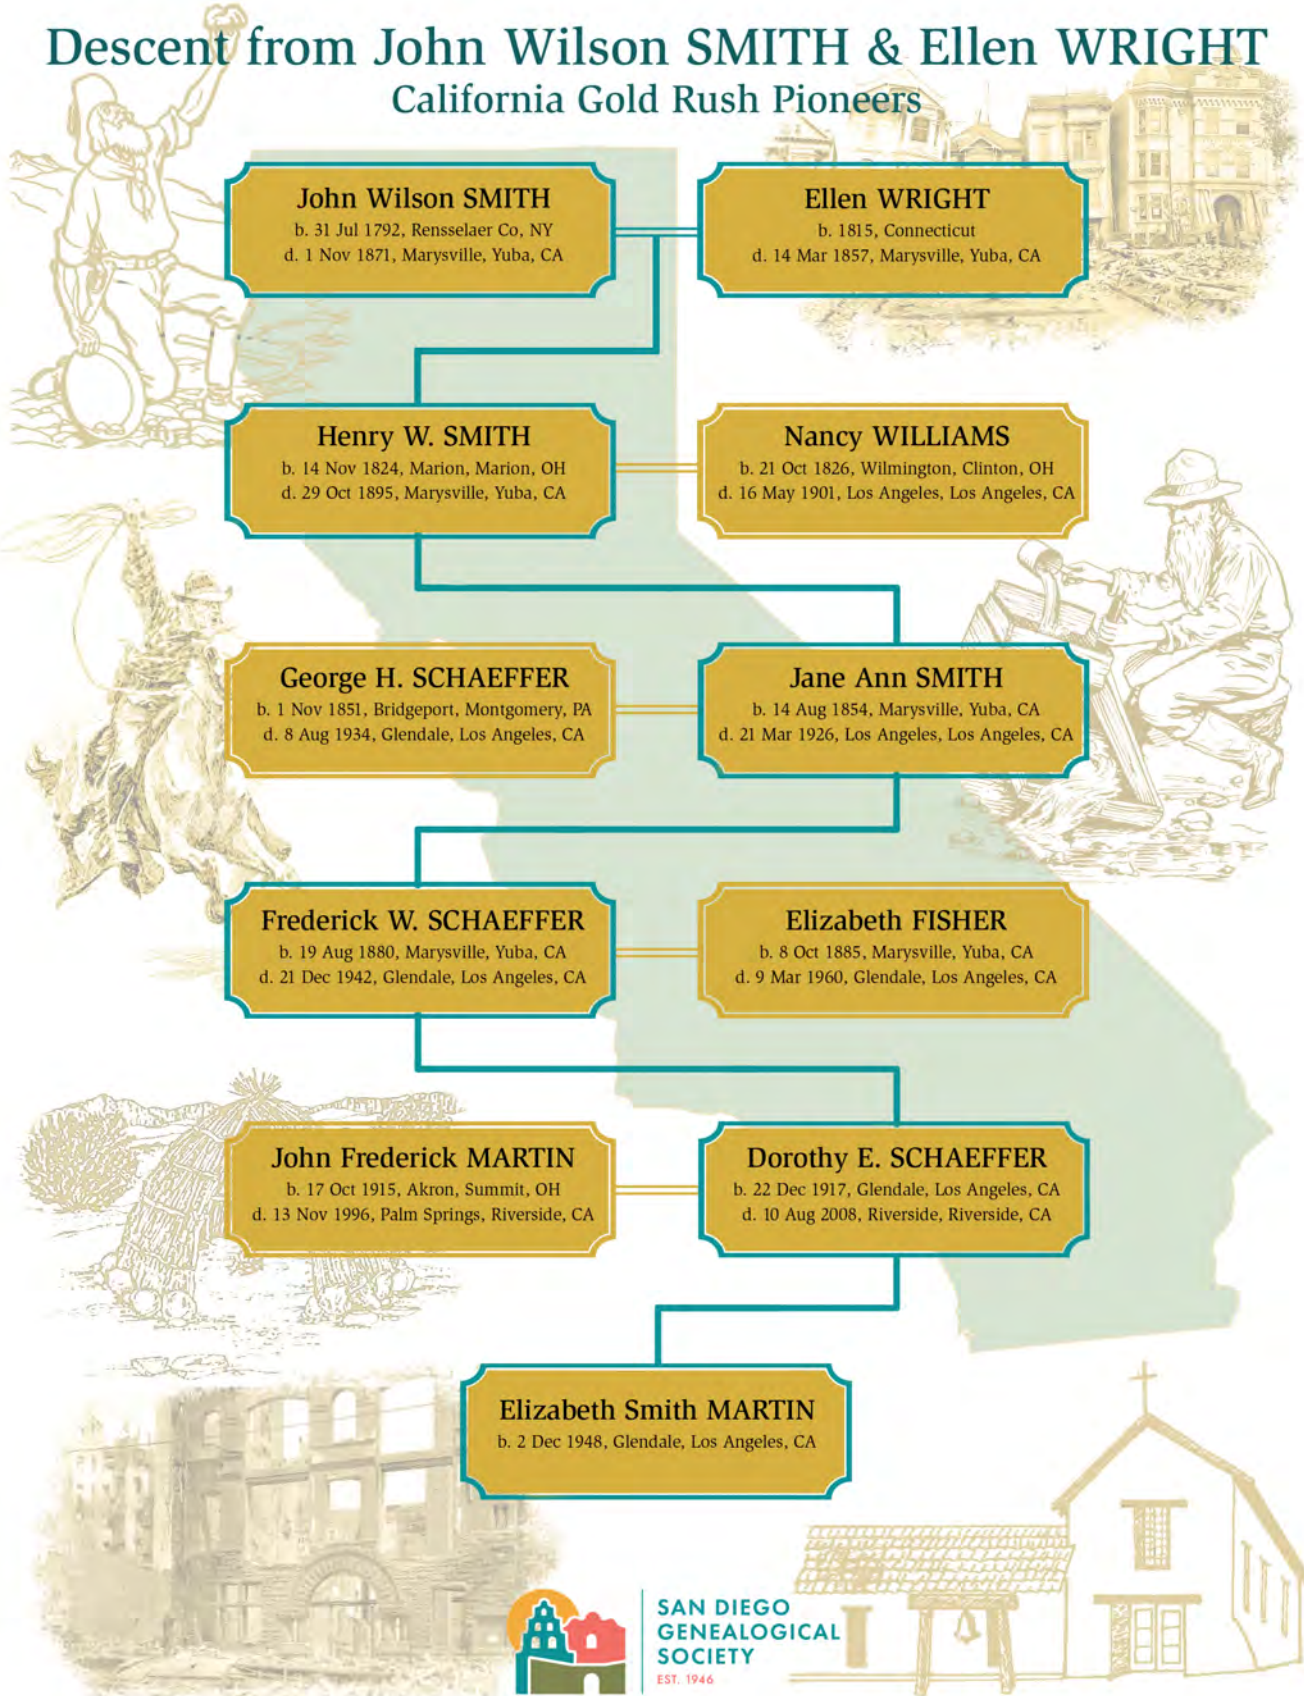 Descent from John Wilson SMITH & Ellen WRIGHT
California Gold Rush Pioneers
John Wilson SMITH
b. 31 Jul 1792, Rensselaer Co, NY
d. 1 Nov 1871, Marysville, Yuba, CA
Ellen WRIGHT
b. 1815, Connecticut
d. 14 Mar 1857, Marysville, Yuba, CA
Henry W. SMITH
b. 14 Nov 1824, Marion, Marion, OH
d. 29 Oct 1895, Marysville, Yuba, CA
Nancy WILLIAMS
b. 21 Oct 1826, Wilmington, Clinton, OH
d. 16 May 1901, Los Angeles, Los Angeles, CA
George H. SCHAEFFER
b. 1 Nov 1851, Bridgeport, Montgomery, PA
d. 8 Aug 1934, Glendale, Los Angeles, CA
Jane Ann SMITH
b. 14 Aug 1854, Marysville, Yuba, CA
d. 21 Mar 1926, Los Angeles, Los Angeles, CA
Frederick W. SCHAEFFER
b. 19 Aug 1880, Marysville, Yuba, CA
d. 21 Dec 1942, Glendale, Los Angeles, CA
Elizabeth FISHER
b. 8 Oct 1885, Marysville, Yuba, CA
d. 9 Mar 1960, Glendale, Los Angeles, CA
John Frederick MARTIN
b. 17 Oct 1915, Akron, Summit, OH
d. 13 Nov 1996, Palm Springs, Riverside, CA
Dorothy E. SCHAEFFER
b. 22 Dec 1917, Glendale, Los Angeles, CA
d. 10 Aug 2008, Riverside, Riverside, CA
Elizabeth Smith MARTIN
b. 2 Dec 1948, Glendale, Los Angeles, CA
SAN DIEGO
GENEALOGICAL
SOCIETY
EST. 1946